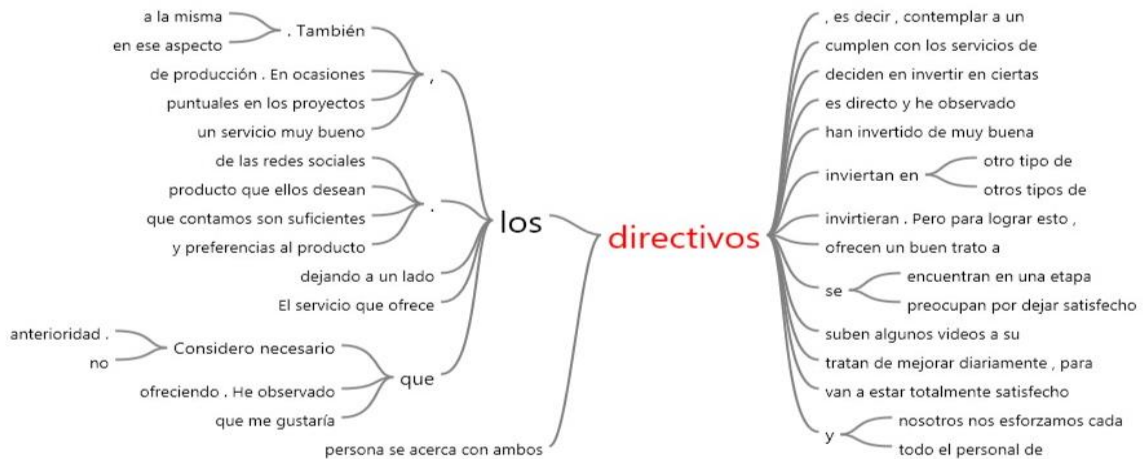 a la misma
en ese aspecto
. También
de producción . En ocasiones
puntuales en los proyectos
un servicio muy bueno
,
de las redes sociales
producto que ellos desean
que contamos son suficientes
y preferencias al producto
.
dejando a un lado
El servicio que ofrece
anterioridad .
no
Considero necesario
ofreciendo . He observado
que me gustaría
que
los
persona se acerca con ambos
directivos
, es decir , contemplar a un
cumplen con los servicios de
deciden en invertir en ciertas
es directo y he observado
han invertido de muy buena
inviertan en
otro tipo de
otros tipos de
invirtieran . Pero para lograr esto ,
ofrecen un buen trato a
se
encuentran en una etapa
preocupan por dejar satisfecho
suben algunos videos a su
tratan de mejorar diariamente , para
van a estar totalmente satisfecho
y
nosotros nos esforzamos cada
todo el personal de